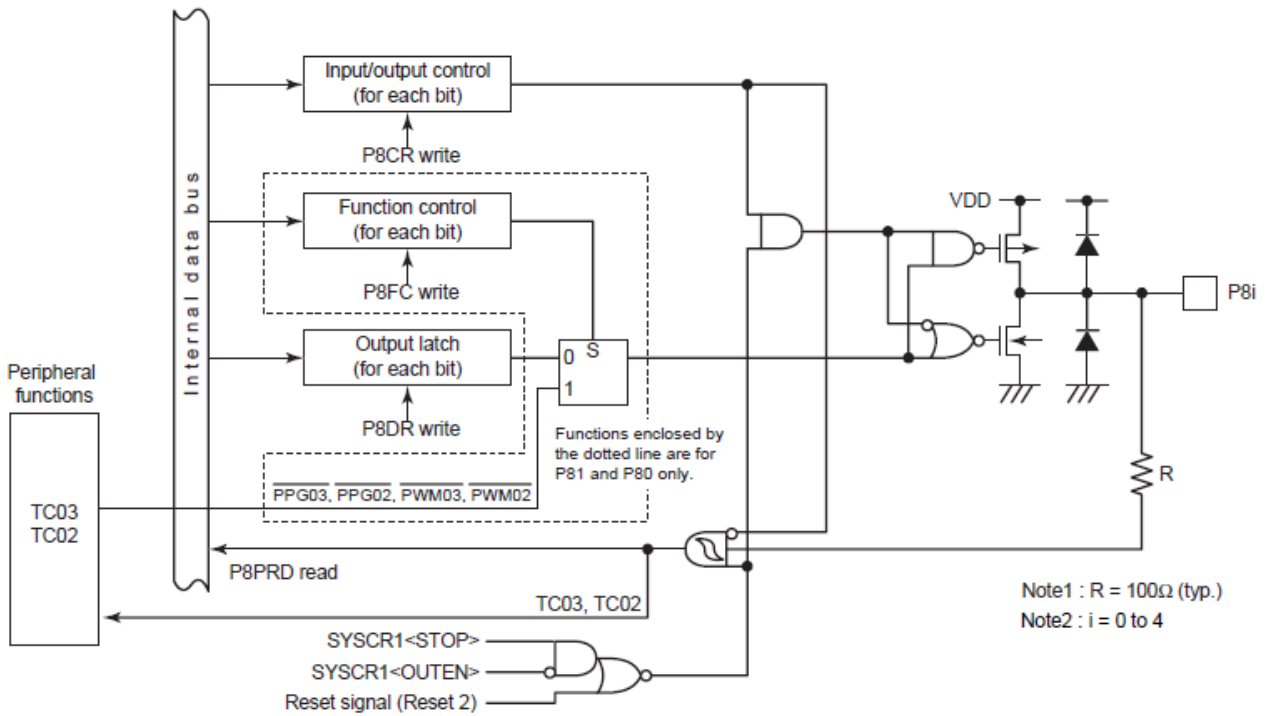 Input/output control
(for each bit)
P8CR write
Internal data bus
Function control
(for each bit)
P8FC write
VDD
P8i
Output latch
(for each bit)
P8DR write
0
S
1
Peripheral
functions
Functions enclosed by
the dotted line are for
P81 and P80 only.
PPG03, PPG02, PWM03, PWM02
R
TC03
TC02
P8PRD read
TC03, TC02
Note1 : R = 100Ω (typ.)
Note2 : i = 0 to 4
SYSCR1<STOP>
SYSCR1<OUTEN>
Reset signal (Reset 2)